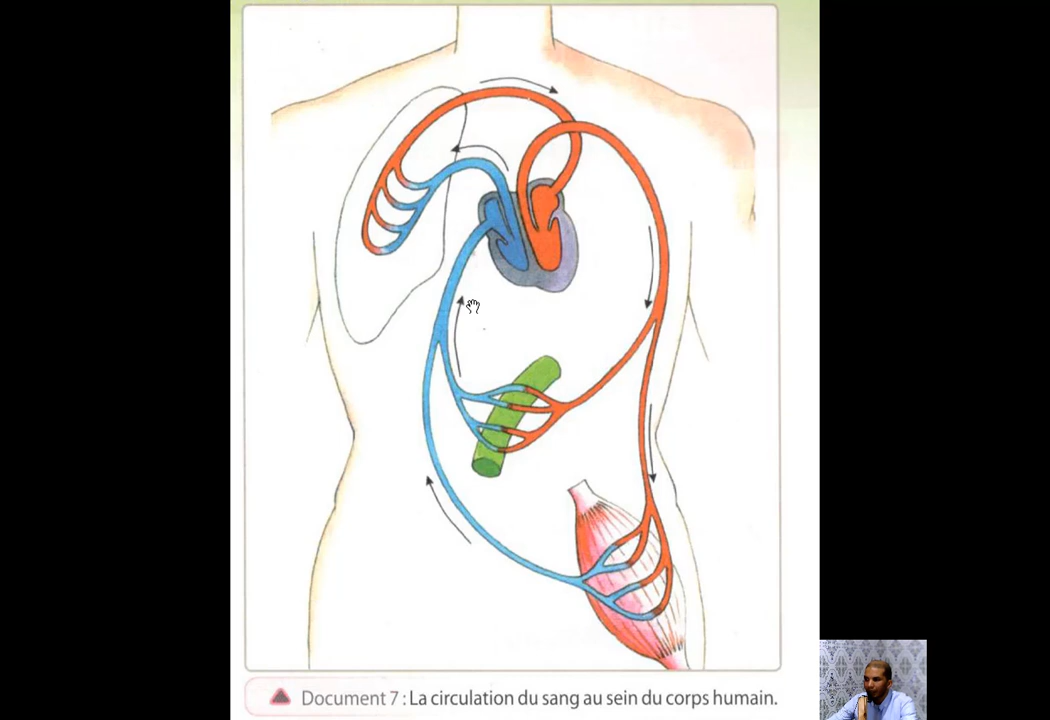 Document 7 : La circulation du sang au sein du corps humain.